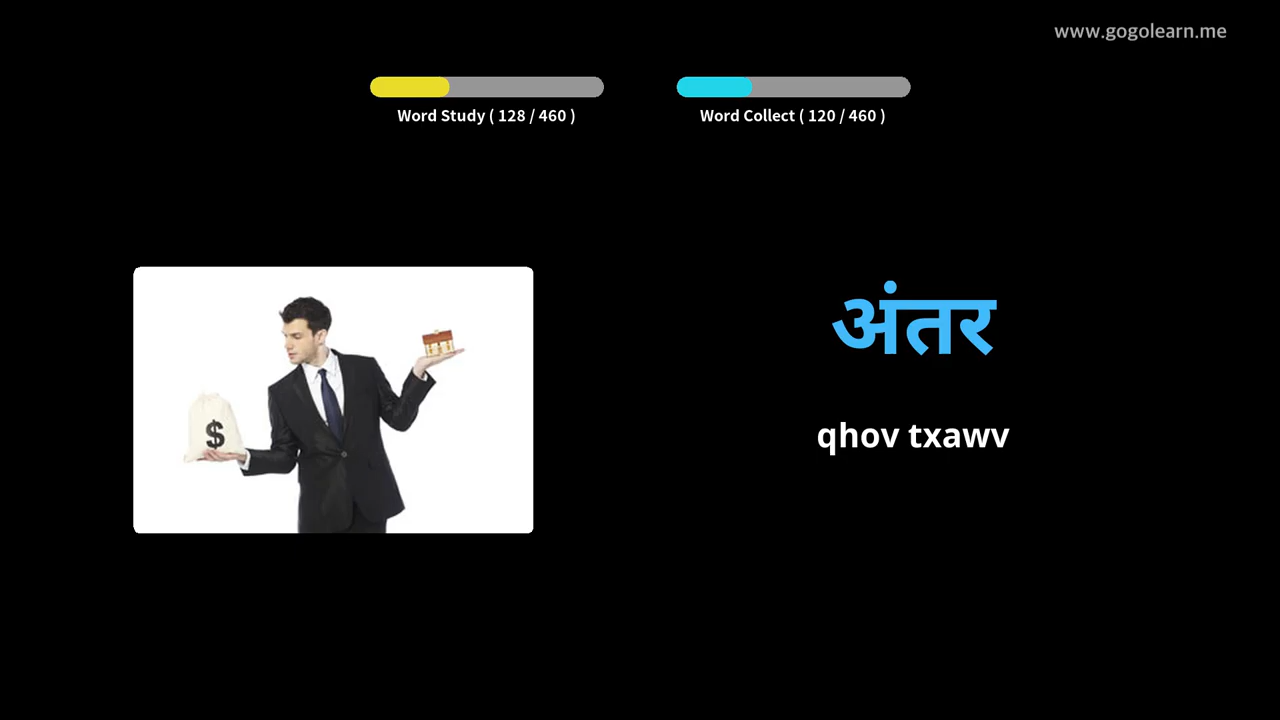 www.gogolearn.me
Word Study ( 128 / 460 )
Word Collect ( 120 / 460 )
अंतर
$
qhov txawv